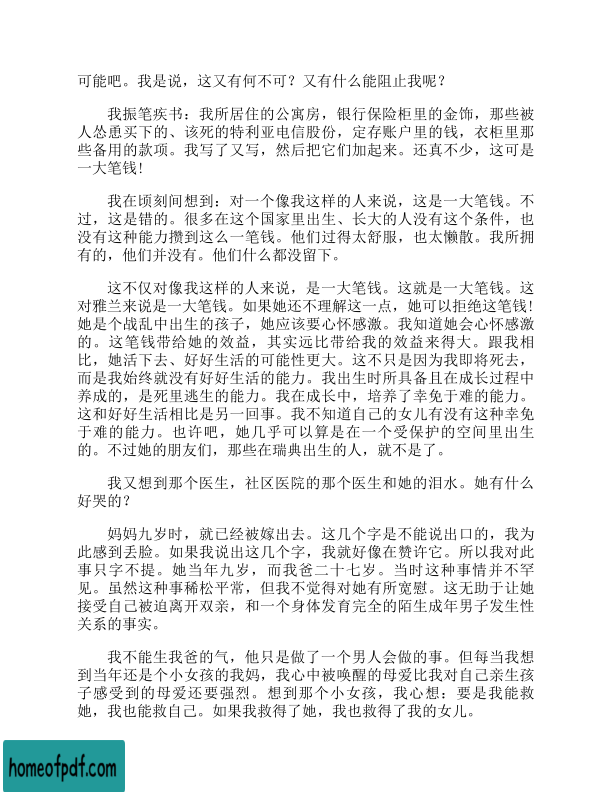 可能吧。我是说，这又有何不可？又有什么能阻止我呢？
我振笔疾书：我所居住的公寓房，银行保险柜里的金饰，那些被
人怂恿买下的、该死的特利亚电信股份，定存账户里的钱，衣柜里那
些备用的款项。我写了又写，然后把它们加起来。还真不少，这可是
一大笔钱!
我在顷刻间想到：对一个像我这样的人来说，这是一大笔钱。不
过，这是错的。很多在这个国家里出生、长大的人没有这个条件，也
没有这种能力攒到这么一笔钱。他们过得太舒服，也太懒散。我所拥
有的，他们并没有。他们什么都没留下。
这不仅对像我这样的人来说，是一大笔钱。这就是一大笔钱。这
对雅兰来说是一大笔钱。如果她还不理解这一点，她可以拒绝这笔钱!
她是个战乱中出生的孩子，她应该要心怀感激。我知道她会心怀感激
的。这笔钱带给她的效益，其实远比带给我的效益来得大。跟我相
比，她活下去、好好生活的可能性更大。这不只是因为我即将死去，
而是我始终就没有好好生活的能力。我出生时所具备且在成长过程中
养成的，是死里逃生的能力。我在成长中，培养了幸免于难的能力。
这和好好生活相比是另一回事。我不知道自己的女儿有没有这种幸免
于难的能力。也许吧，她几乎可以算是在一个受保护的空间里出生
的。不过她的朋友们，那些在瑞典出生的人，就不是了。
我又想到那个医生，社区医院的那个医生和她的泪水。她有什么
好哭的？
妈妈九岁时，就已经被嫁出去。这几个字是不能说出口的，我为
此感到丢脸。如果我说出这几个字，我就好像在赞许它。所以我对此
事只字不提。她当年九岁，而我爸二十七岁。当时这种事情并不罕
见。虽然这种事稀松平常，但我不觉得对她有所宽慰。这无助于让她
接受自己被迫离开双亲，和一个身体发育完全的陌生成年男子发生性
关系的事实。
我不能生我爸的气，他只是做了一个男人会做的事。但每当我想
到当年还是个小女孩的我妈，我心中被唤醒的母爱比我对自己亲生孩
子感受到的母爱还要强烈。想到那个小女孩，我心想：要是我能救
她，我也能救自己。如果我救得了她，我也救得了我的女儿。
homeofpdf.com